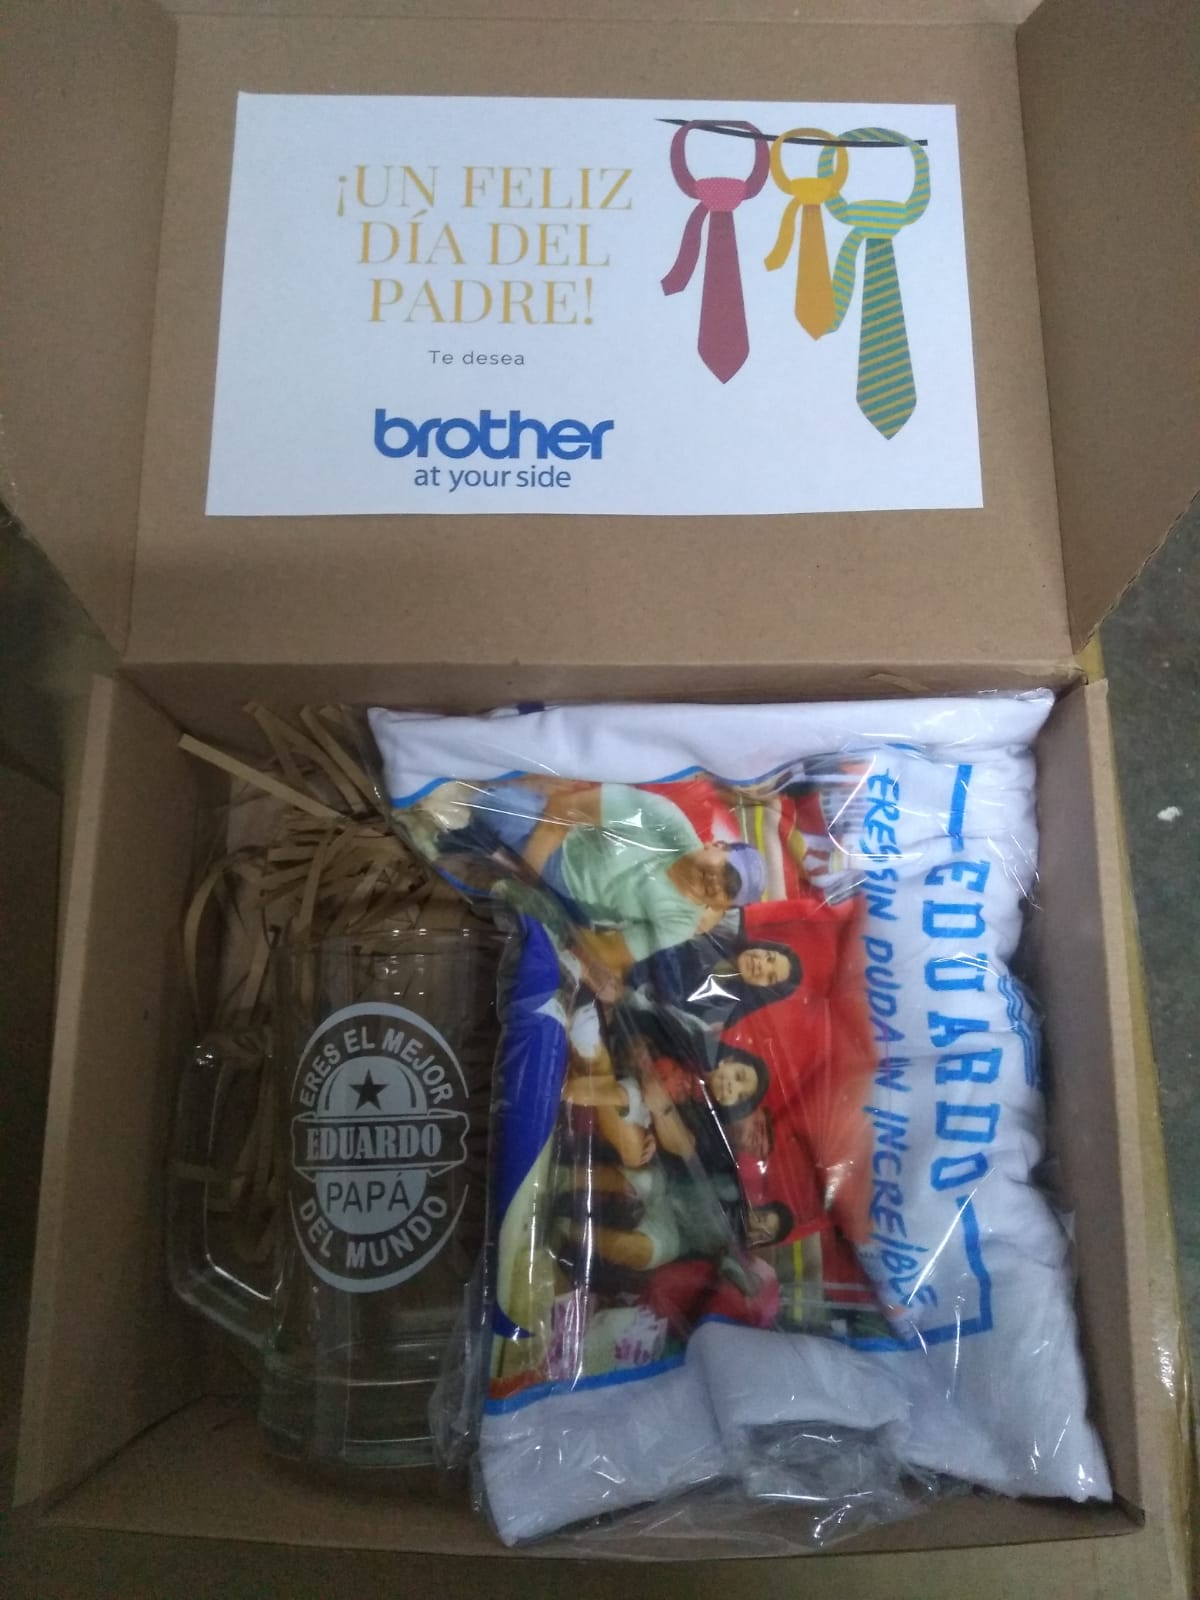 ¡UN FELIZ
DÍA DEL
PADRE!
Te desea
brother
at your side
ERES EL MEJOR
EDUARDO
PAPÁ
DEL MUNDO
EDUARDO
ERES SIN DUDA UN INCREÍBLE